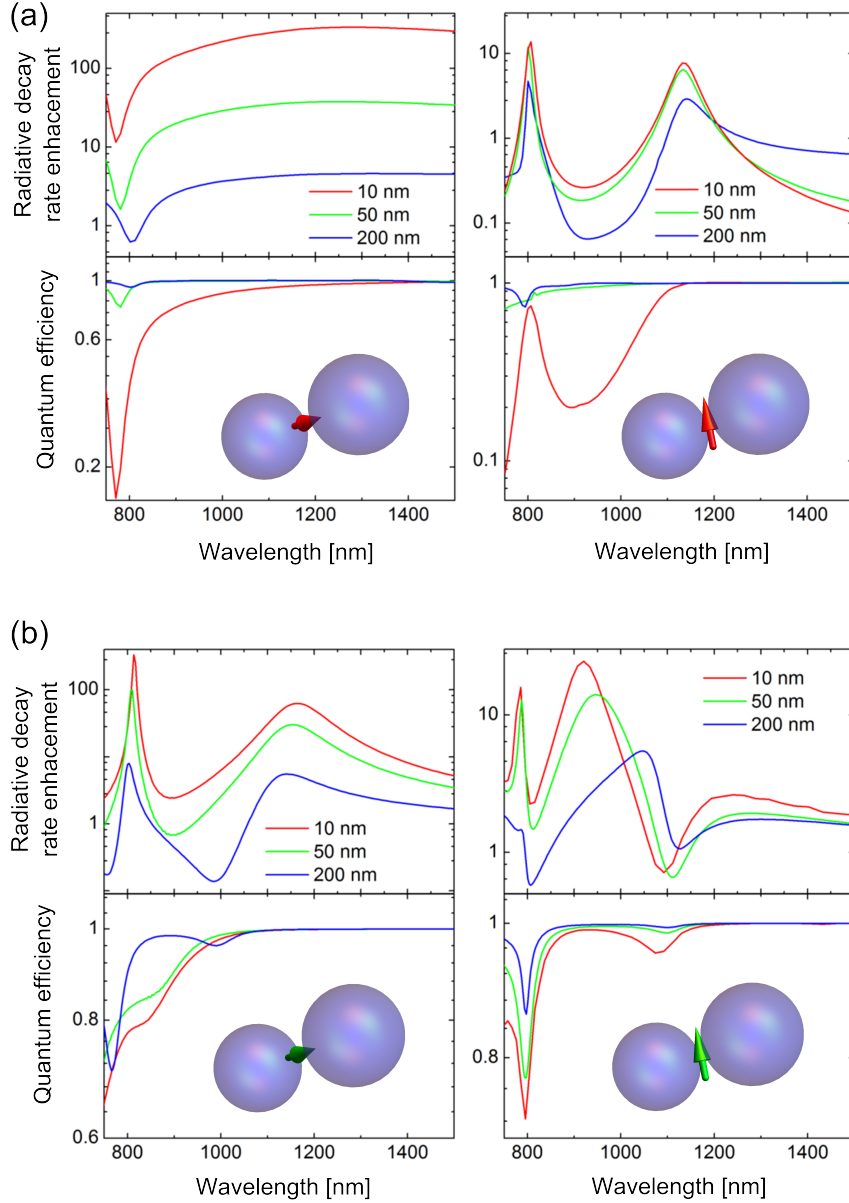 (a)
Radiative decay
rate enhacement
100
10
1
10 nm
50 nm
200 nm
10
1
0.1
10 nm
50 nm
200 nm
Quantum efficiency
1
0.6
0.2
800 1000 1200 1400
Wavelength [nm]
1
0.1
800 1000 1200 1400
Wavelength [nm]
(b)
Radiative decay
rate enhacement
100
1
10 nm
50 nm
200 nm
10
1
10 nm
50 nm
200 nm
Quantum efficiency
1
0.8
0.6
800 1000 1200 1400
Wavelength [nm]
1
0.8
800 1000 1200 1400
Wavelength [nm]